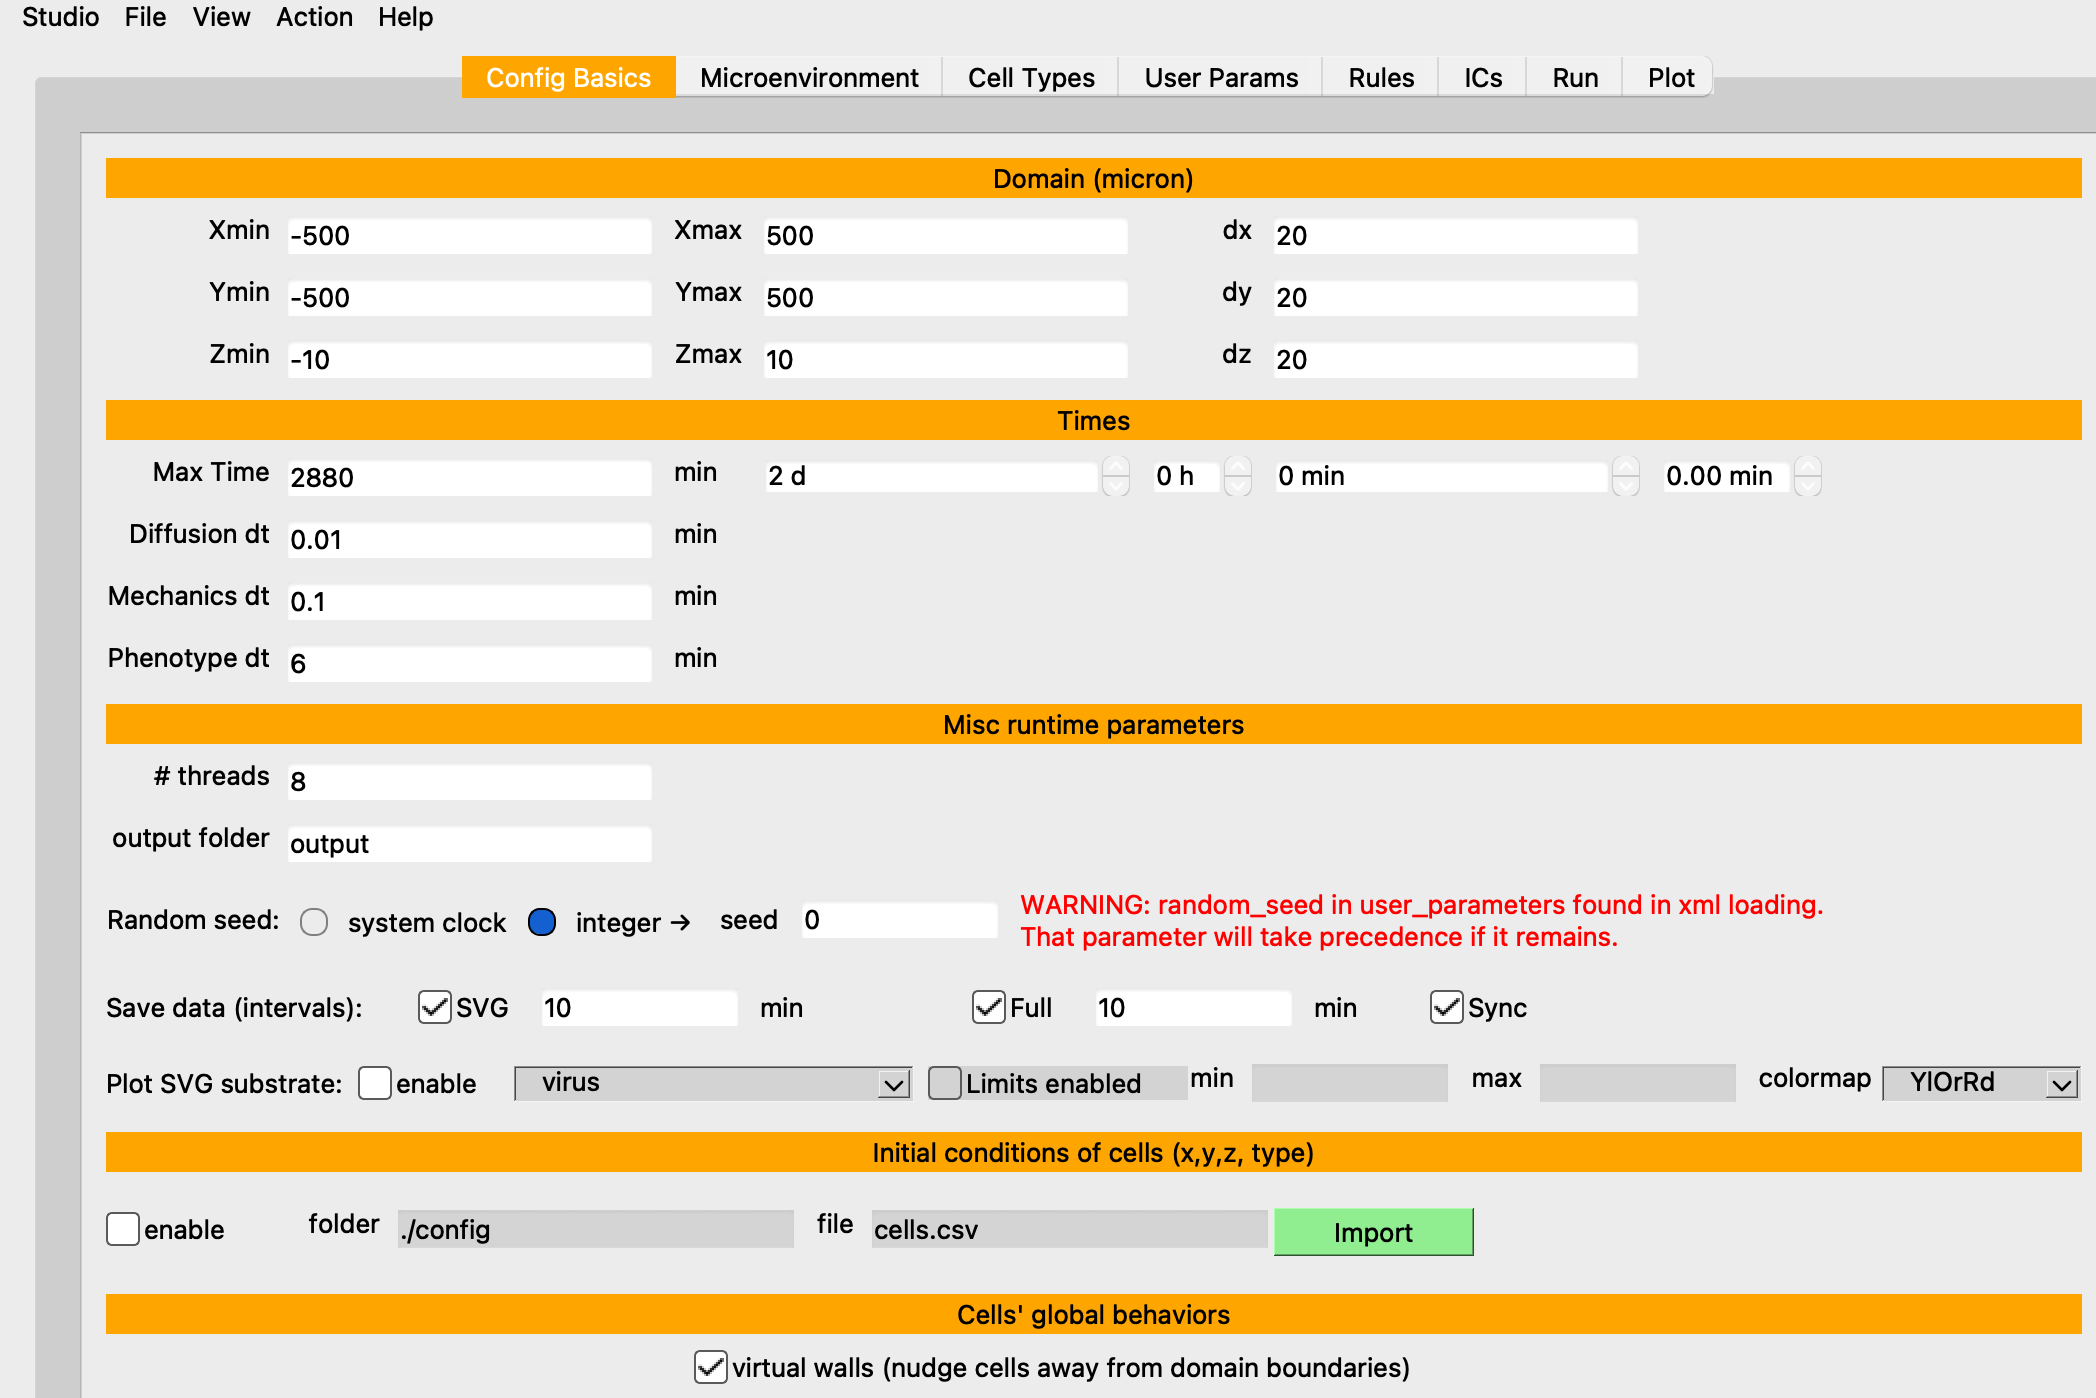 Studio File View Action Help
Config Basics Microenvironment Cell Types User Params Rules ICs Run Plot
Domain (micron)
Xmin -500 Xmax 500 dx 20
Ymin -500 Ymax 500 dy 20
Zmin -10 Zmax 10 dz 20
Times
Max Time 2880 min 2 d 0 h 0 min 0.00 min
Diffusion dt 0.01 min
Mechanics dt 0.1 min
Phenotype dt 6 min
Misc runtime parameters
# threads 8
output folder output
Random seed: system clock integer → seed 0
WARNING: random_seed in user_parameters found in xml loading.
That parameter will take precedence if it remains.
Save data (intervals): SVG 10 min Full 10 min Sync
Plot SVG substrate: enable virus Limits enabled min max colormap YlOrRd
Initial conditions of cells (x,y,z, type)
enable folder ./config file cells.csv Import
Cells' global behaviors
virtual walls (nudge cells away from domain boundaries)